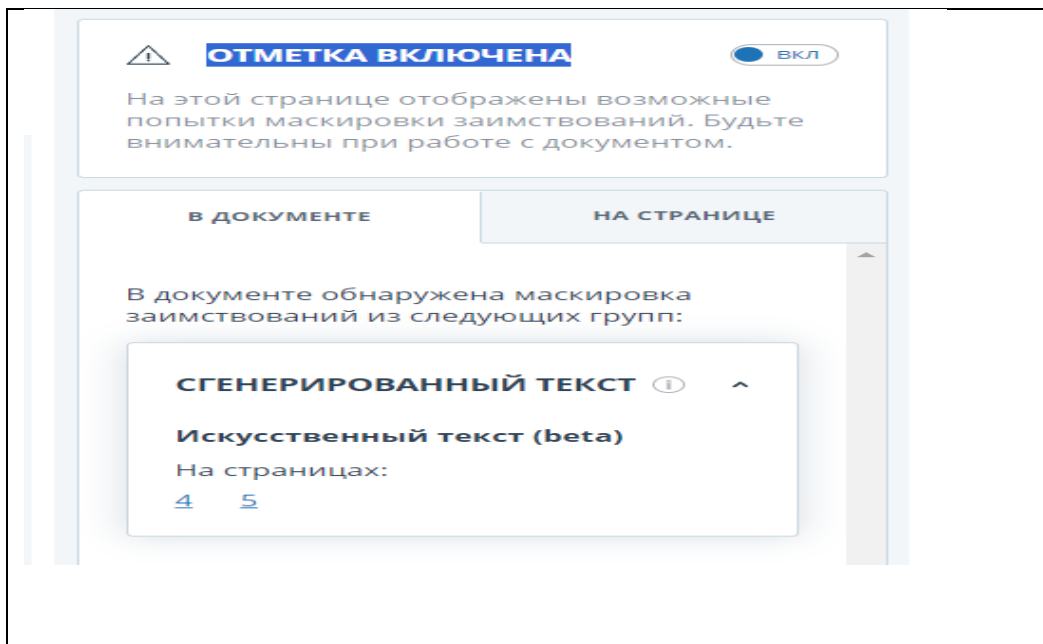 ОТМЕТКА ВКЛЮЧЕНА
ВКЛ
На этой странице отображены возможные
попытки маскировки заимствований. Будьте
внимательны при работе с документом.
В ДОКУМЕНТЕ
НА СТРАНИЦЕ
В документе обнаружена маскировка
заимствований из следующих групп:
СГЕНЕРИРОВАННЫЙ ТЕКСТ
Искусственный текст (beta)
На страницах:
4 5